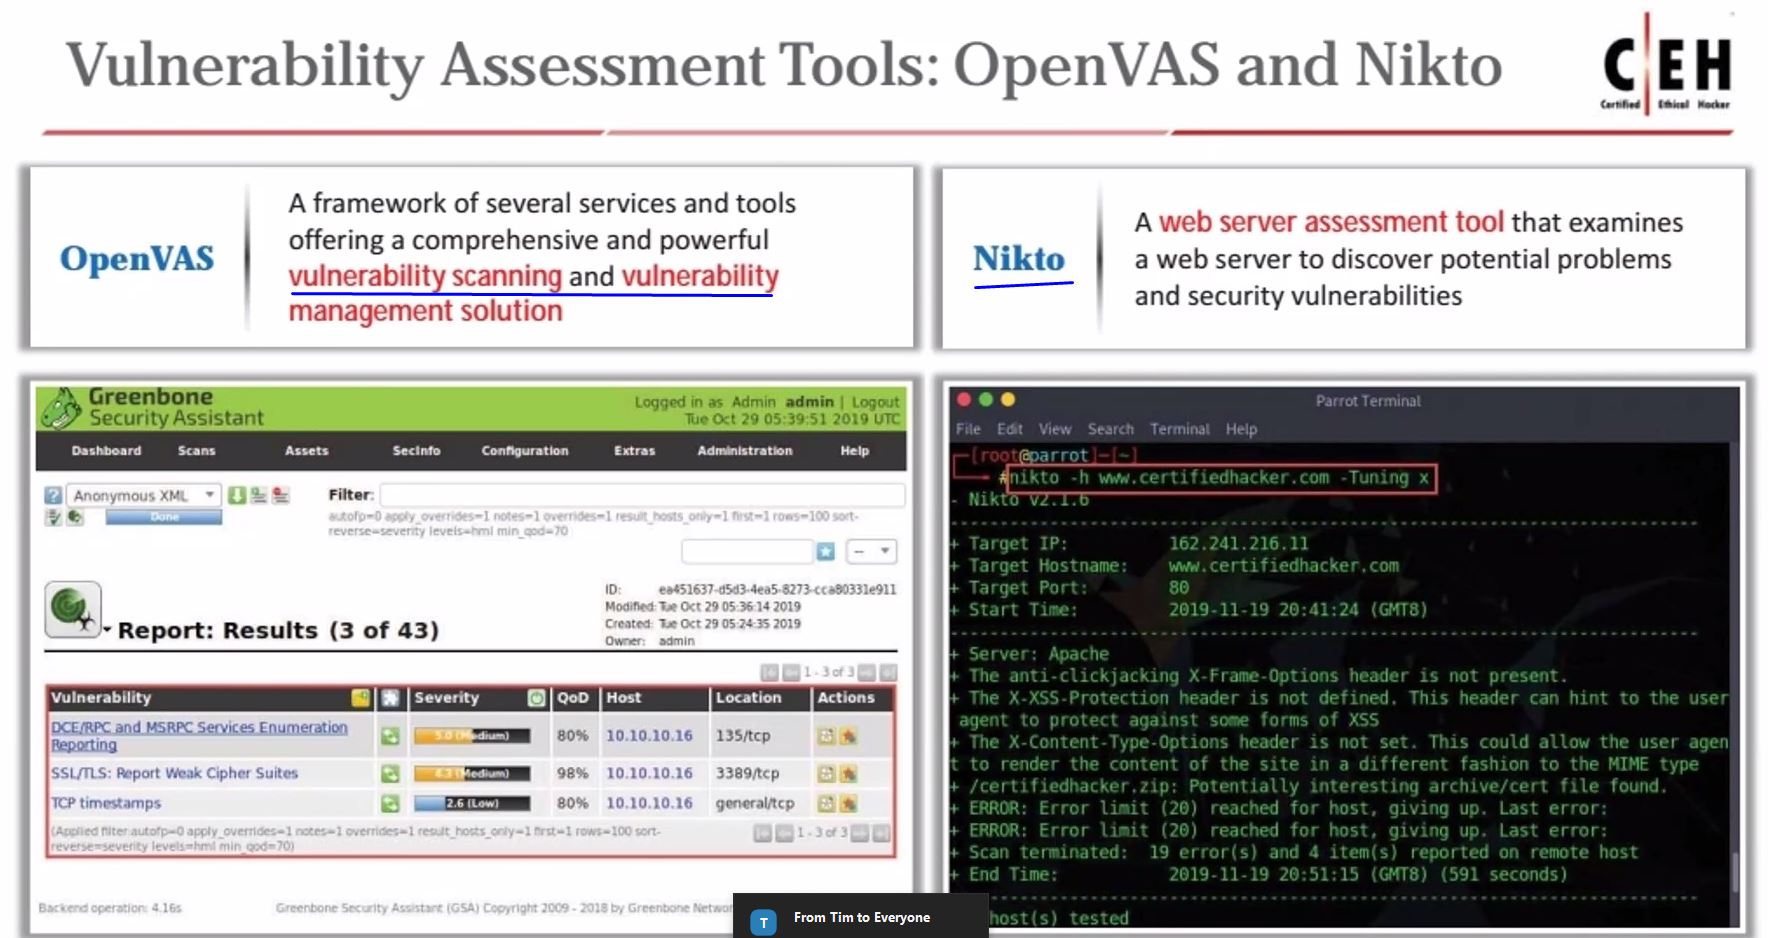 Vulnerability Assessment Tools: OpenVAS and Nikto
C|EH
Certified Ethical Hacker
OpenVAS
A framework of several services and tools
offering a comprehensive and powerful
vulnerability scanning and vulnerability
management solution
Nikto
A web server assessment tool that examines
a web server to discover potential problems
and security vulnerabilities
Greenbone
Security Assistant
Logged in as Admin admin | Logout
Tue Oct 29 05:39:51 2019 UTC
Dashboard Scans Assets SecInfo Configuration Extras Administration Help
Anonymous XML
Done
Filter:
autofp=0 apply_overrides=1 notes=1 overrides=1 result_hosts_only=1 first=1 rows=100 sort-
reverse=severity levels=hml min_qod=70
--
ID: ea451637-d5d3-4ea5-8273-cca80331e911
Modified: Tue Oct 29 05:36:14 2019
Created: Tue Oct 29 05:24:35 2019
Owner: admin
Report: Results (3 of 43)
1 - 3 of 3
Vulnerability Severity QoD Host Location Actions
DCE/RPC and MSRPC Services Enumeration
Reporting
5.0 (Medium) 80% 10.10.10.16 135/tcp
SSL/TLS: Report Weak Cipher Suites 4.3 (Medium) 98% 10.10.10.16 3389/tcp
TCP timestamps 2.6 (Low) 80% 10.10.10.16 general/tcp
(Applied filter:autofp=0 apply_overrides=1 notes=1 overrides=1 result_hosts_only=1 first=1 rows=100 sort-
reverse=severity levels=hml min_qod=70)
1 - 3 of 3
Backend operation: 4.16s
Greenbone Security Assistant (GSA) Copyright 2009 - 2018 by Greenbone
Parrot Terminal
File Edit View Search Terminal Help
[root@parrot]-[~]
#nikto -h www.certifiedhacker.com -Tuning x
- Nikto v2.1.6
+ Target IP: 162.241.216.11
+ Target Hostname: www.certifiedhacker.com
+ Target Port: 80
+ Start Time: 2019-11-19 20:41:24 (GMT8)
+ Server: Apache
+ The anti-clickjacking X-Frame-Options header is not present.
+ The X-XSS-Protection header is not defined. This header can hint to the user
agent to protect against some forms of XSS
+ The X-Content-Type-Options header is not set. This could allow the user agen
t to render the content of the site in a different fashion to the MIME type
+ /certifiedhacker.zip: Potentially interesting archive/cert file found.
+ ERROR: Error limit (20) reached for host, giving up. Last error:
+ ERROR: Error limit (20) reached for host, giving up. Last error:
+ Scan terminated: 19 error(s) and 4 item(s) reported on remote host
+ End Time: 2019-11-19 20:51:15 (GMT8) (591 seconds)
host(s) tested
T
From Tim to Everyone